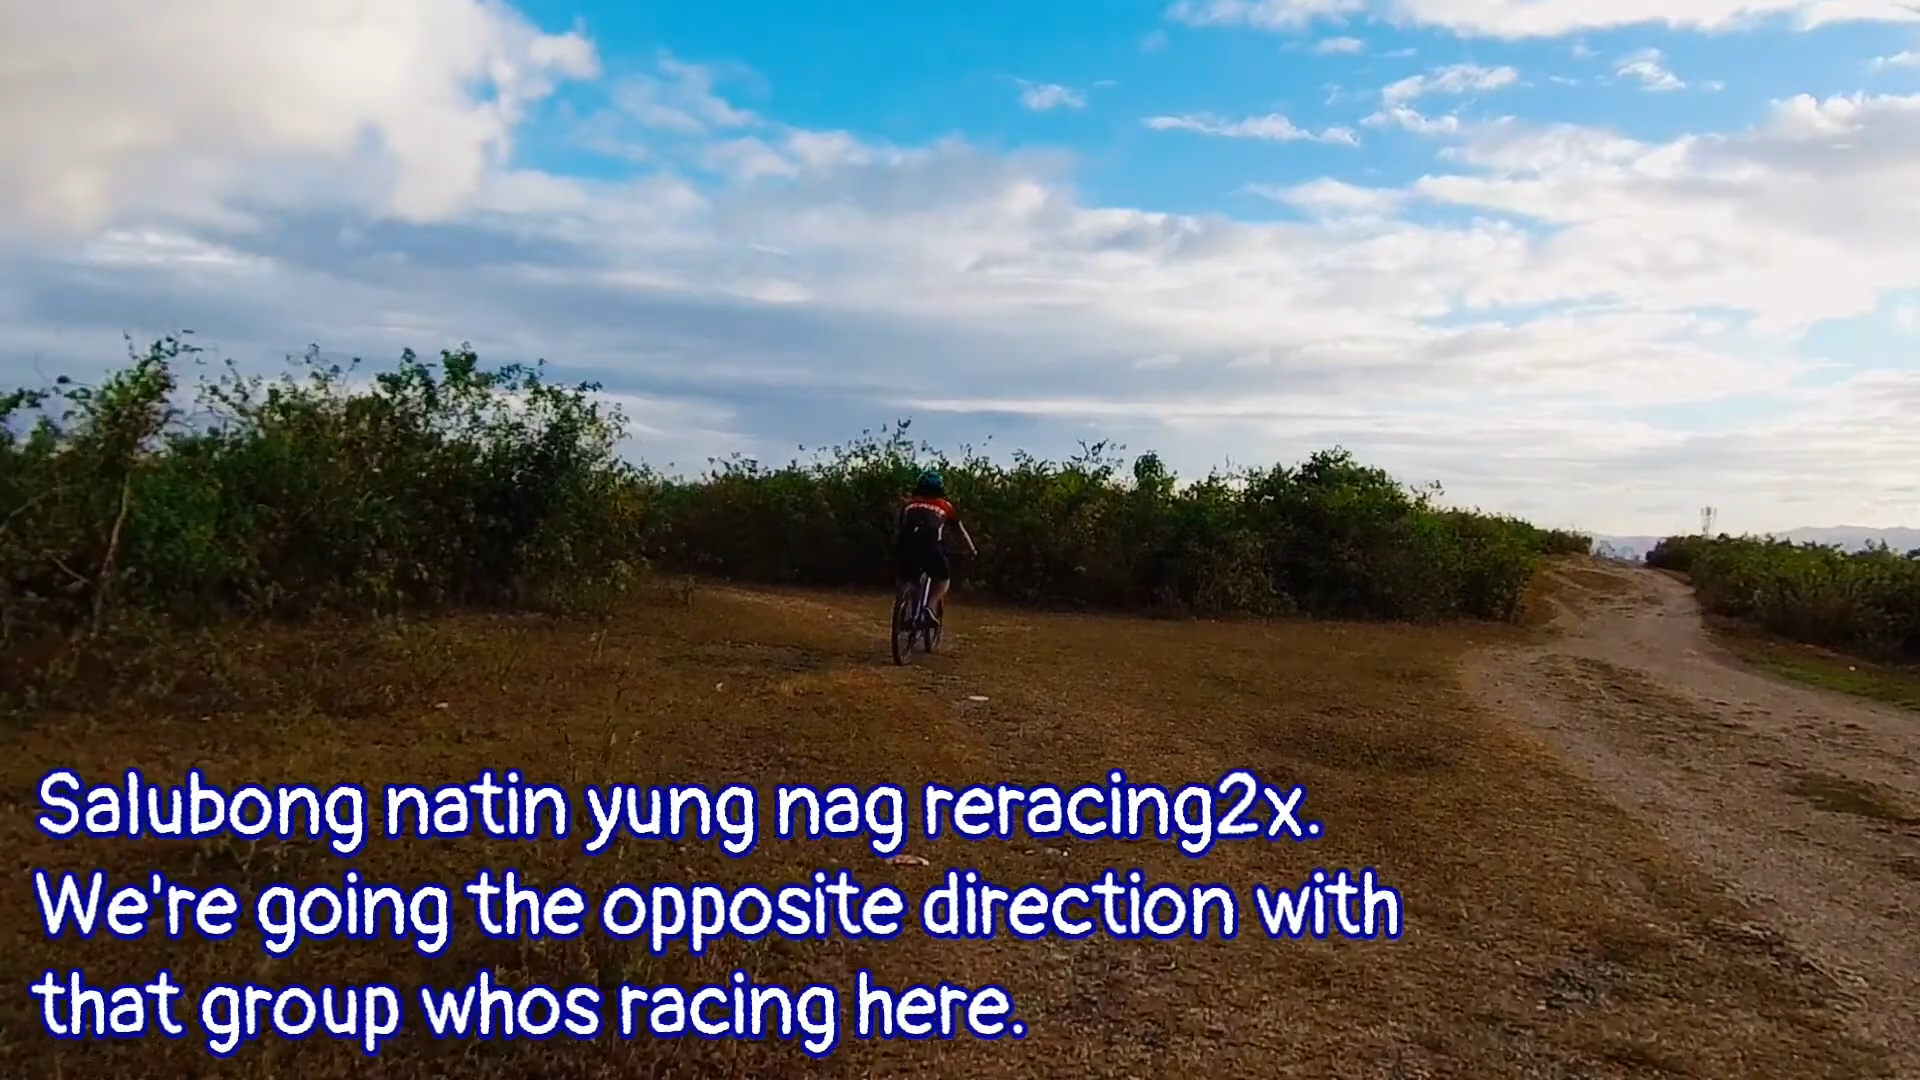 Salubong natin yung nag reracing2x.
We're going the opposite direction with
that group whos racing here.